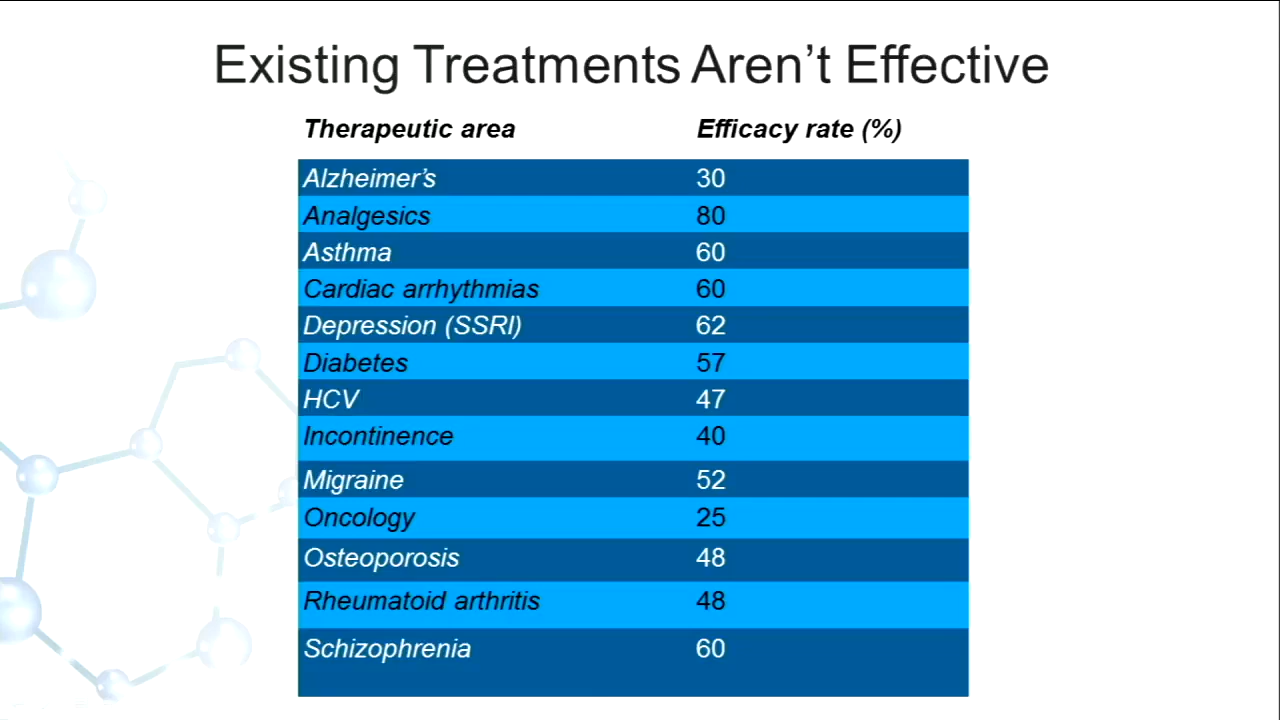 Existing Treatments Aren’t Effective
Therapeutic area Efficacy rate (%)
Alzheimer’s 30
Analgesics 80
Asthma 60
Cardiac arrhythmias 60
Depression (SSRI) 62
Diabetes 57
HCV 47
Incontinence 40
Migraine 52
Oncology 25
Osteoporosis 48
Rheumatoid arthritis 48
Schizophrenia 60